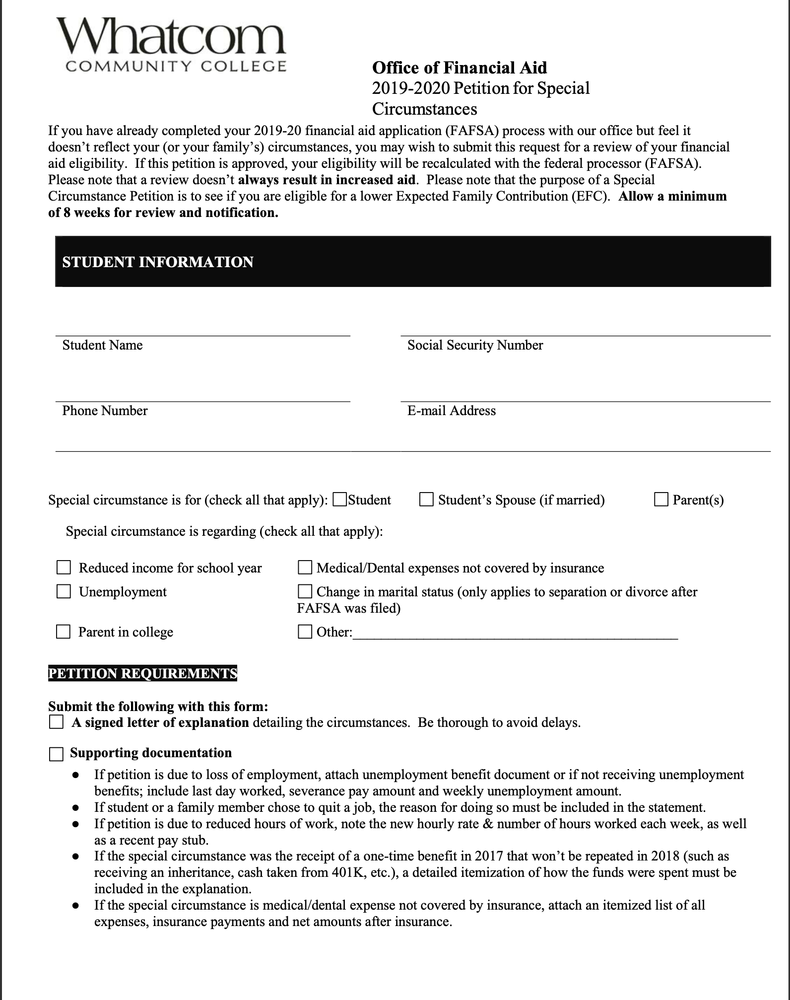 Whatcom
COMMUNITY COLLEGE
Office of Financial Aid
2019-2020 Petition for Special
Circumstances
If you have already completed your 2019-20 financial aid application (FAFSA) process with our office but feel it
doesn’t reflect your (or your family’s) circumstances, you may wish to submit this request for a review of your financial
aid eligibility.  If this petition is approved, your eligibility will be recalculated with the federal processor (FAFSA).
Please note that a review doesn’t always result in increased aid.  Please note that the purpose of a Special
Circumstance Petition is to see if you are eligible for a lower Expected Family Contribution (EFC).  Allow a minimum
of 8 weeks for review and notification.
STUDENT INFORMATION
Student Name
Social Security Number
Phone Number
E-mail Address
Special circumstance is for (check all that apply): Student Student’s Spouse (if married) Parent(s)
Special circumstance is regarding (check all that apply):
Reduced income for school year
Medical/Dental expenses not covered by insurance
Unemployment
Change in marital status (only applies to separation or divorce after
FAFSA was filed)
Parent in college
Other:
PETITION REQUIREMENTS
Submit the following with this form:
A signed letter of explanation detailing the circumstances.  Be thorough to avoid delays.
Supporting documentation
● If petition is due to loss of employment, attach unemployment benefit document or if not receiving unemployment
benefits; include last day worked, severance pay amount and weekly unemployment amount.
● If student or a family member chose to quit a job, the reason for doing so must be included in the statement.
● If petition is due to reduced hours of work, note the new hourly rate & number of hours worked each week, as well
as a recent pay stub.
● If the special circumstance was the receipt of a one-time benefit in 2017 that won’t be repeated in 2018 (such as
receiving an inheritance, cash taken from 401K, etc.), a detailed itemization of how the funds were spent must be
included in the explanation.
● If the special circumstance is medical/dental expense not covered by insurance, attach an itemized list of all
expenses, insurance payments and net amounts after insurance.